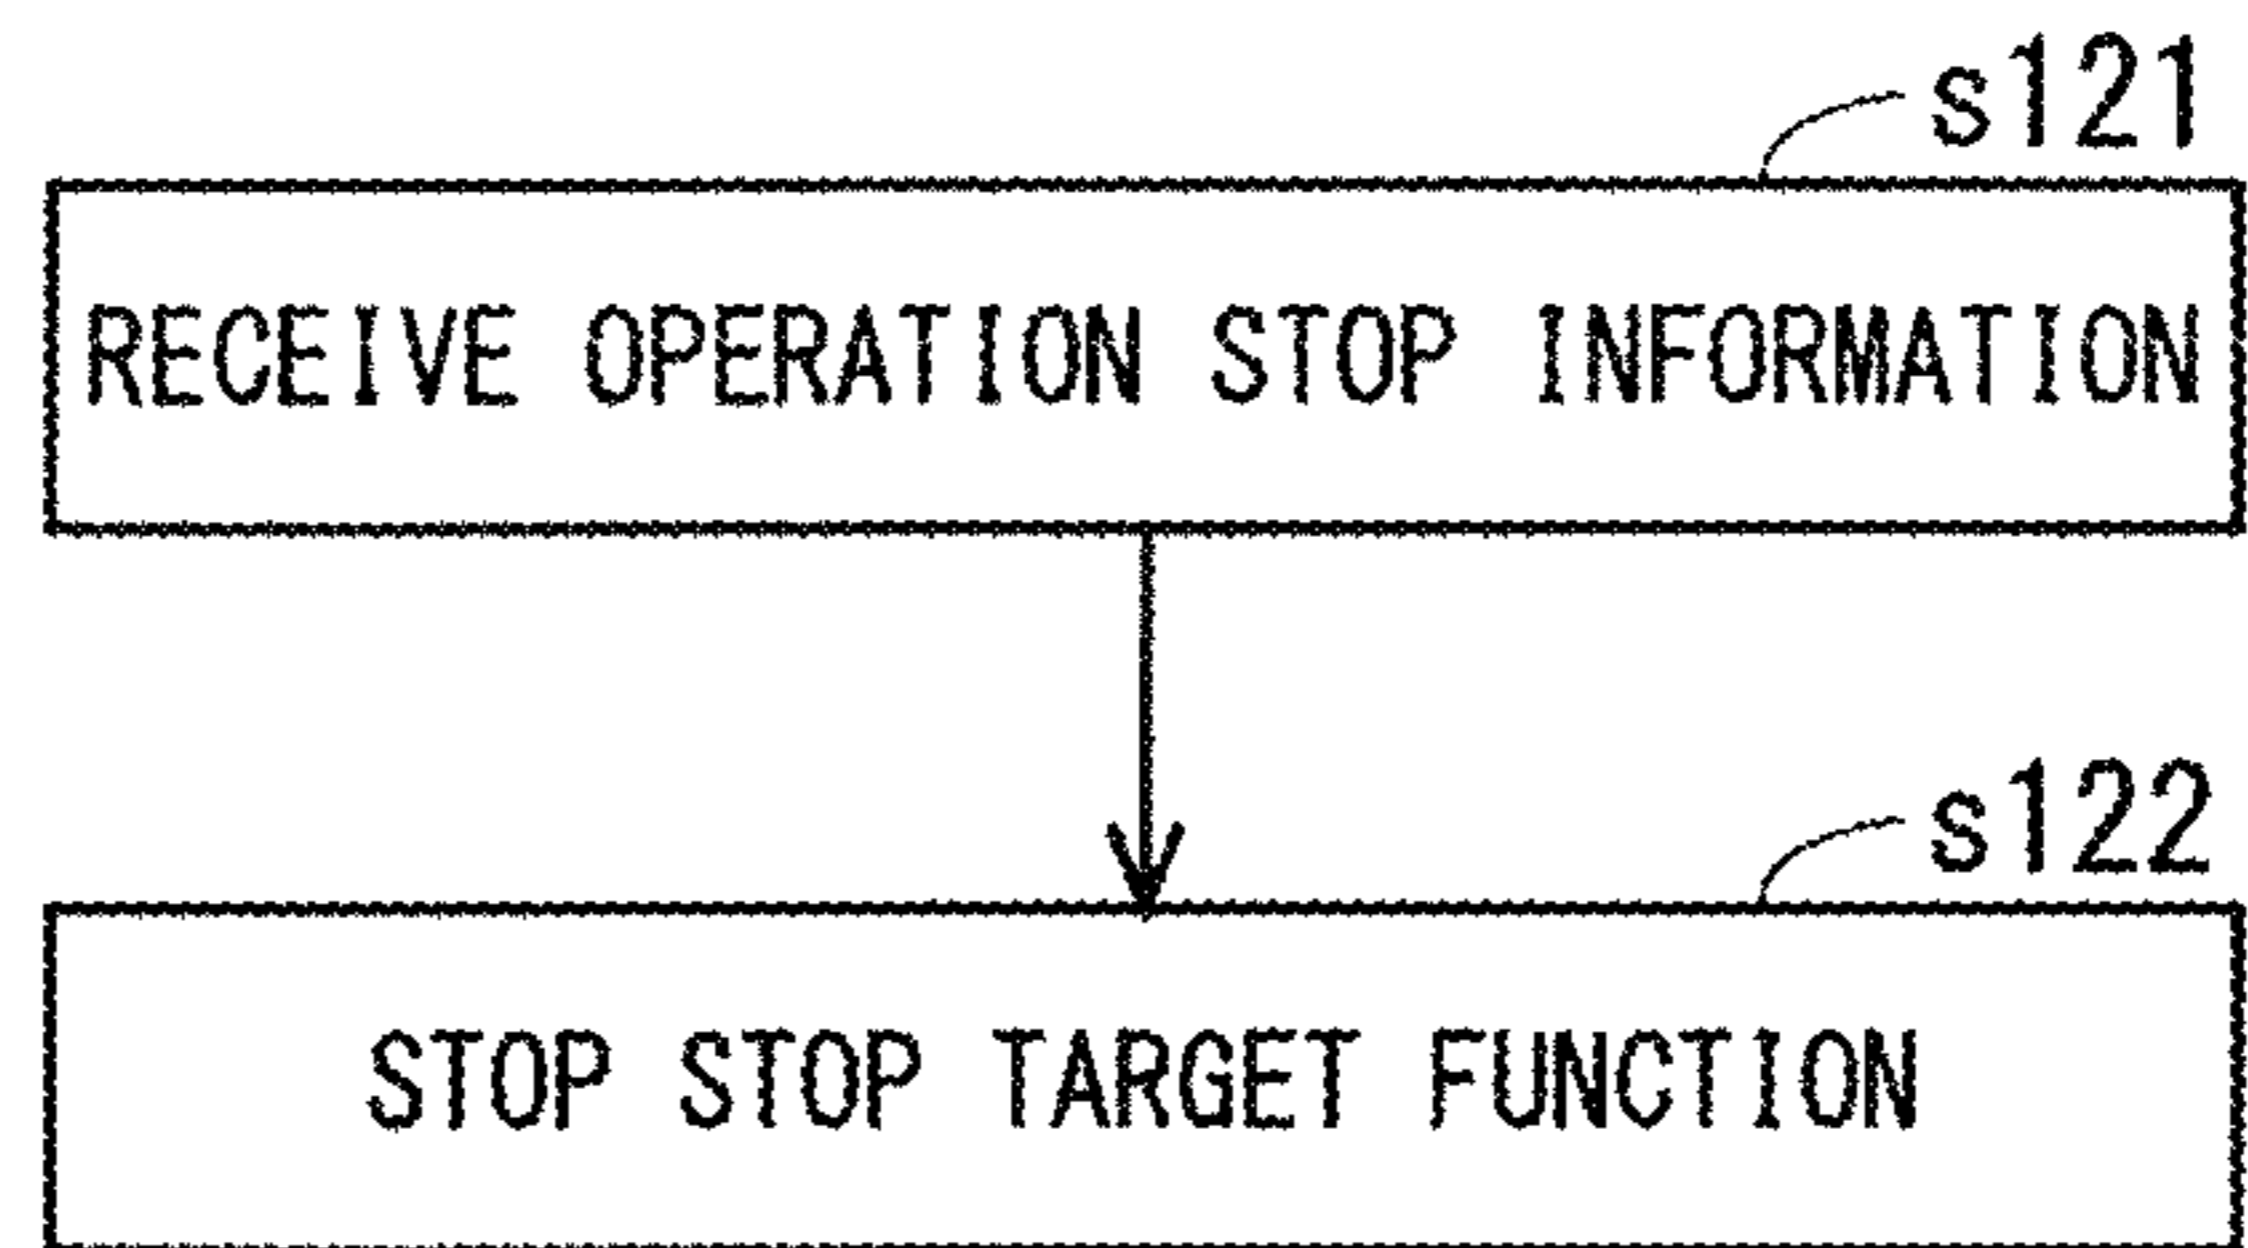 s121
RECEIVE OPERATION STOP INFORMATION
s122
STOP STOP TARGET FUNCTION